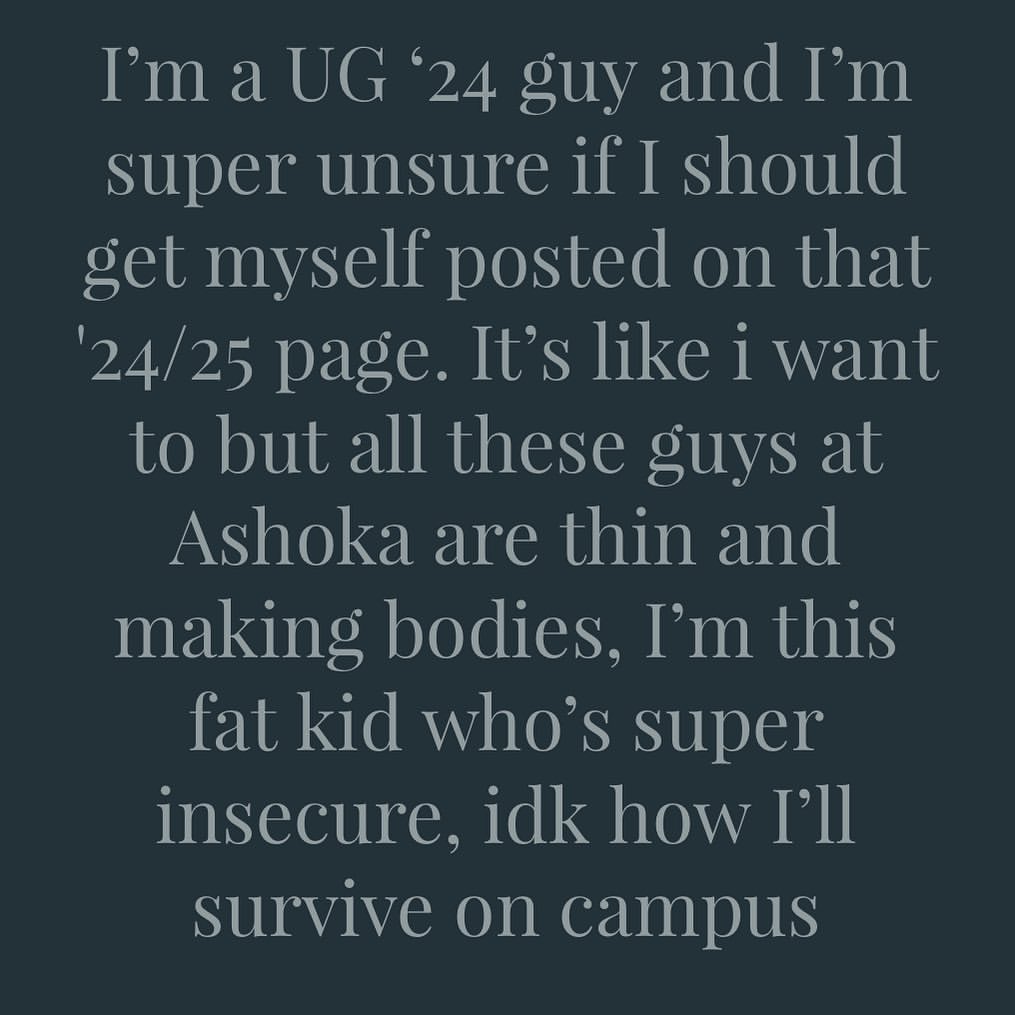 I’m a UG ‘24 guy and I’m
super unsure if I should
get myself posted on that
'24/25 page. It’s like i want
to but all these guys at
Ashoka are thin and
making bodies, I’m this
fat kid who’s super
insecure, idk how I’ll
survive on campus